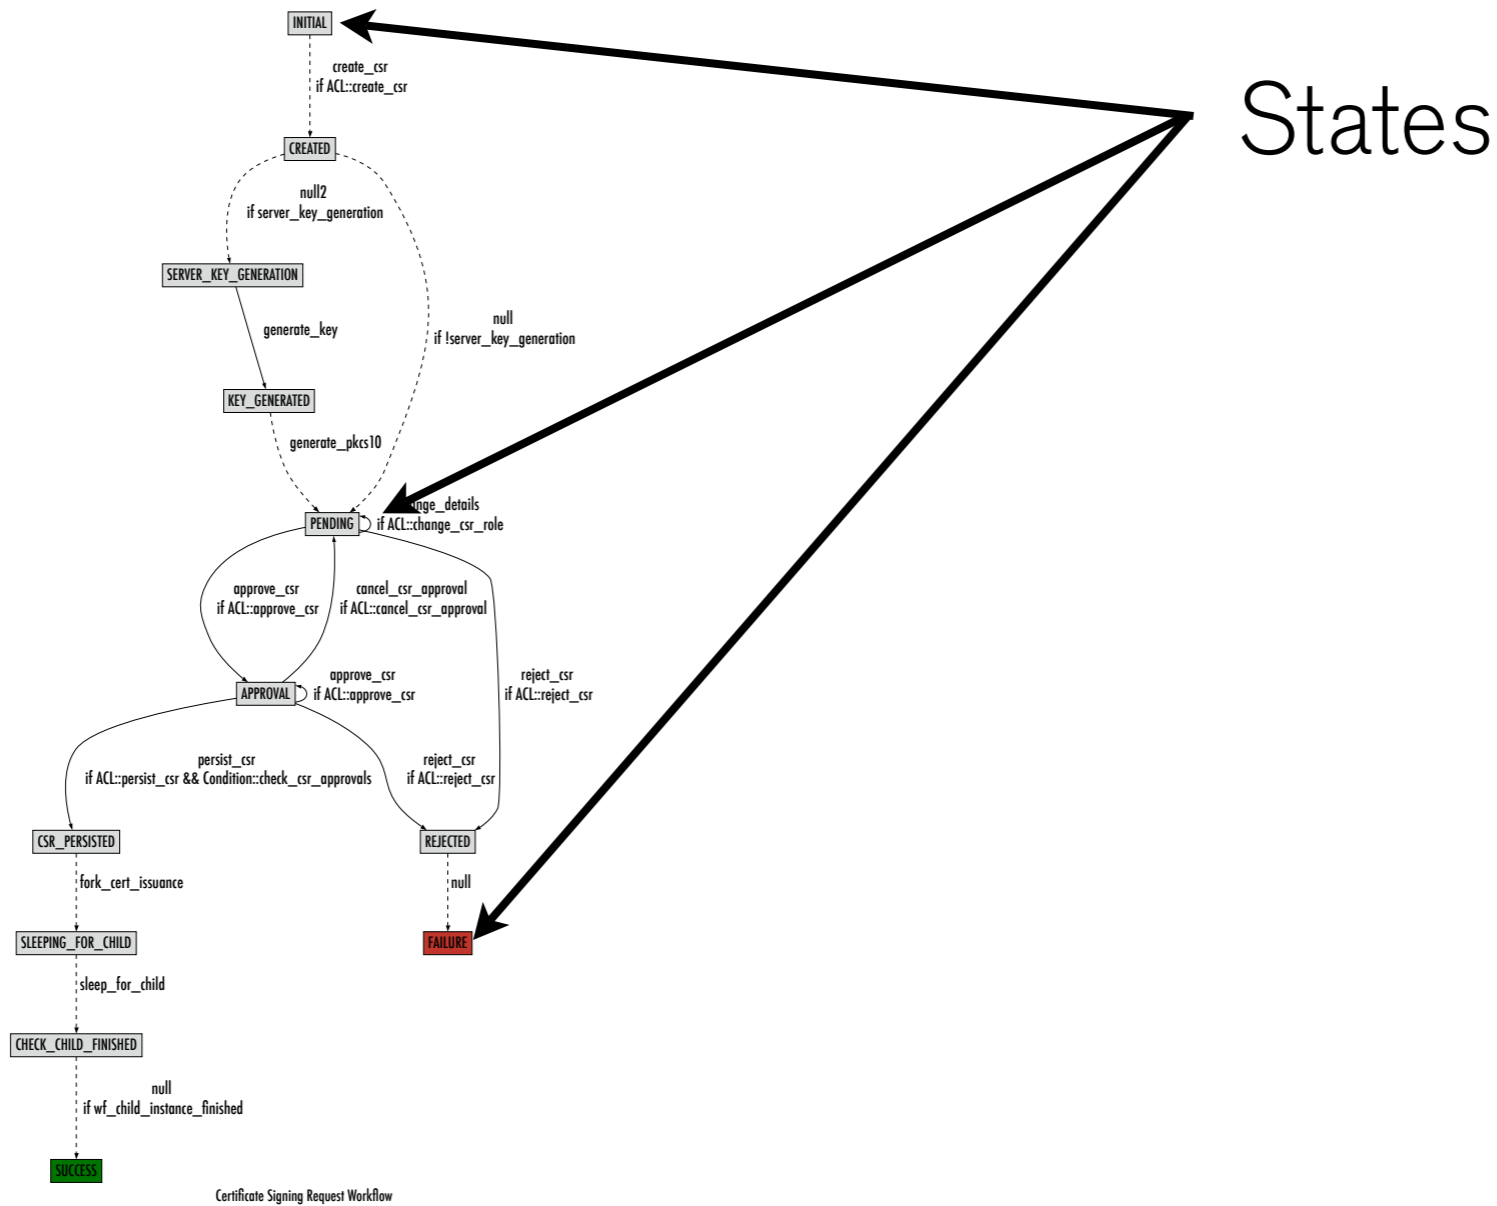 INITIAL
States
create_csr
if ACL::create_csr
CREATED
null2
if server_key_generation
SERVER_KEY_GENERATION
generate_key
null
if !server_key_generation
KEY_GENERATED
generate_pkcs10
nge_details
PENDING
if ACL::change_csr_role
approve_csr
if ACL::approve_csr
cancel_csr_approval
if ACL::cancel_csr_approval
APPROVAL
approve_csr
if ACL::approve_csr
reject_csr
if ACL::reject_csr
persist_csr
if ACL::persist_csr && Condition::check_csr_approvals
reject_csr
if ACL::reject_csr
CSR_PERSISTED
REJECTED
fork_cert_issuance
null
SLEEPING_FOR_CHILD
FAILURE
sleep_for_child
CHECK_CHILD_FINISHED
null
if wf_child_instance_finished
SUCCESS
Certificate Signing Request Workflow